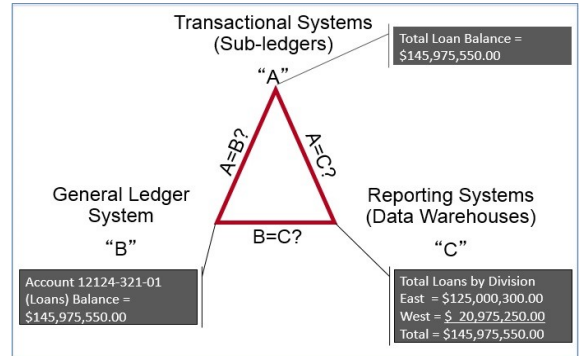 Transactional Systems
(Sub-ledgers)
"A"
Total Loan Balance =
$145,975,550.00
A=B?
A=C?
General Ledger
System
"B"
B=C?
Reporting Systems
(Data Warehouses)
"C"
Account 12124-321-01
(Loans) Balance =
$145,975,550.00
Total Loans by Division
East = $125,000,300.00
West = $ 20,975,250.00
Total = $145,975,550.00